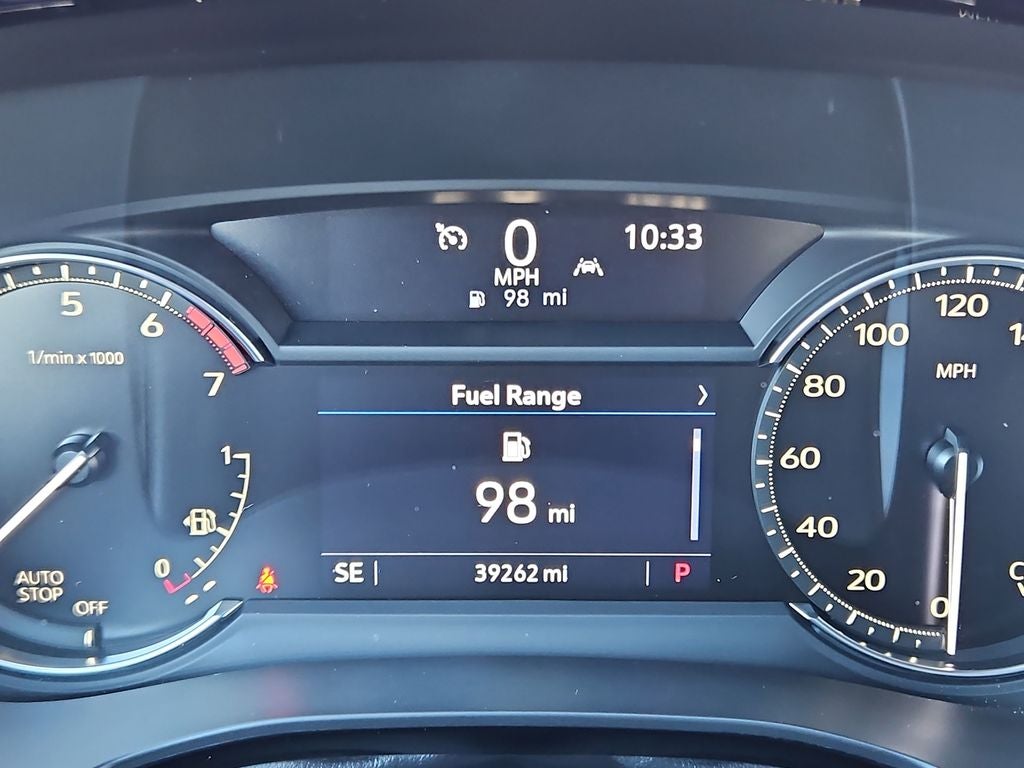 0
MPH
98 mi
10:33
5
6
7
1/min x 1000
1
0
AUTO
STOP
OFF
Fuel Range
98 mi
SE
39262 mi
P
120
100
80
60
40
20
0
MPH